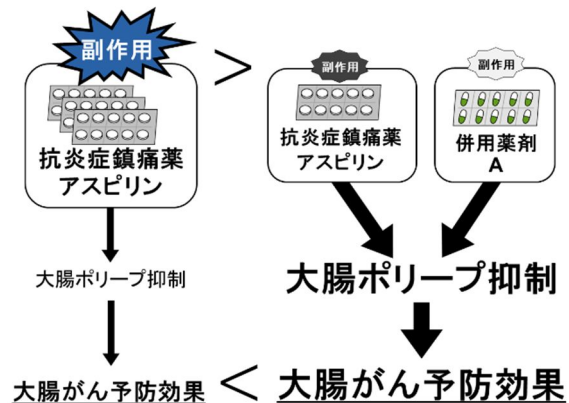 副作用
>
副作用
副作用
抗炎症鎮痛薬
アスピリン
抗炎症鎮痛薬
アスピリン
併用薬剤
A
大腸ポリープ抑制
大腸ポリープ抑制
大腸がん予防効果
<
大腸がん予防効果